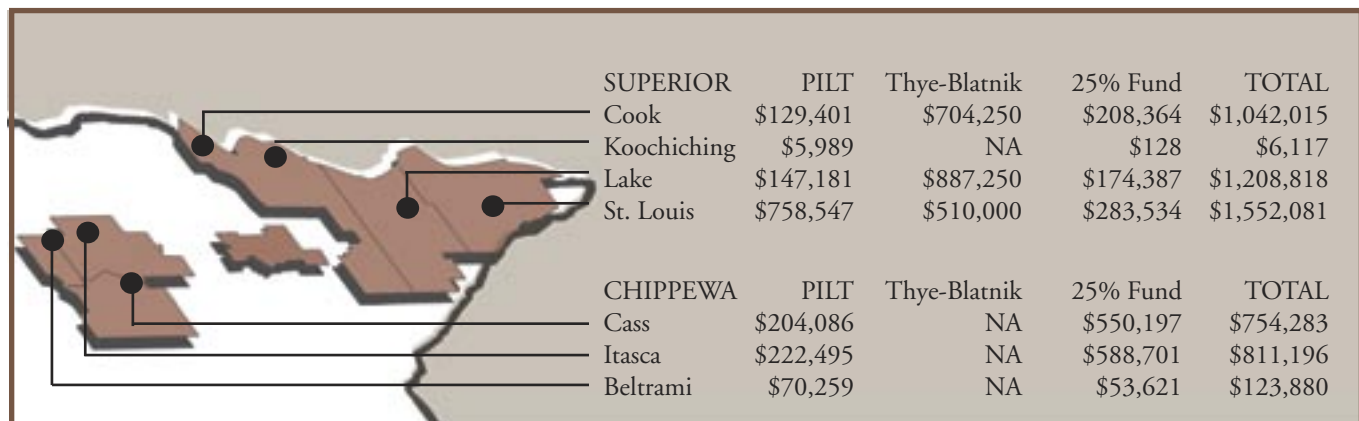 SUPERIOR PILT Thye-Blatnik 25% Fund TOTAL
Cook $129,401 $704,250 $208,364 $1,042,015
Koochiching $5,989 NA $128 $6,117
Lake $147,181 $887,250 $174,387 $1,208,818
St. Louis $758,547 $510,000 $283,534 $1,552,081
CHIPPEWA PILT Thye-Blatnik 25% Fund TOTAL
Cass $204,086 NA $550,197 $754,283
Itasca $222,495 NA $588,701 $811,196
Beltrami $70,259 NA $53,621 $123,880